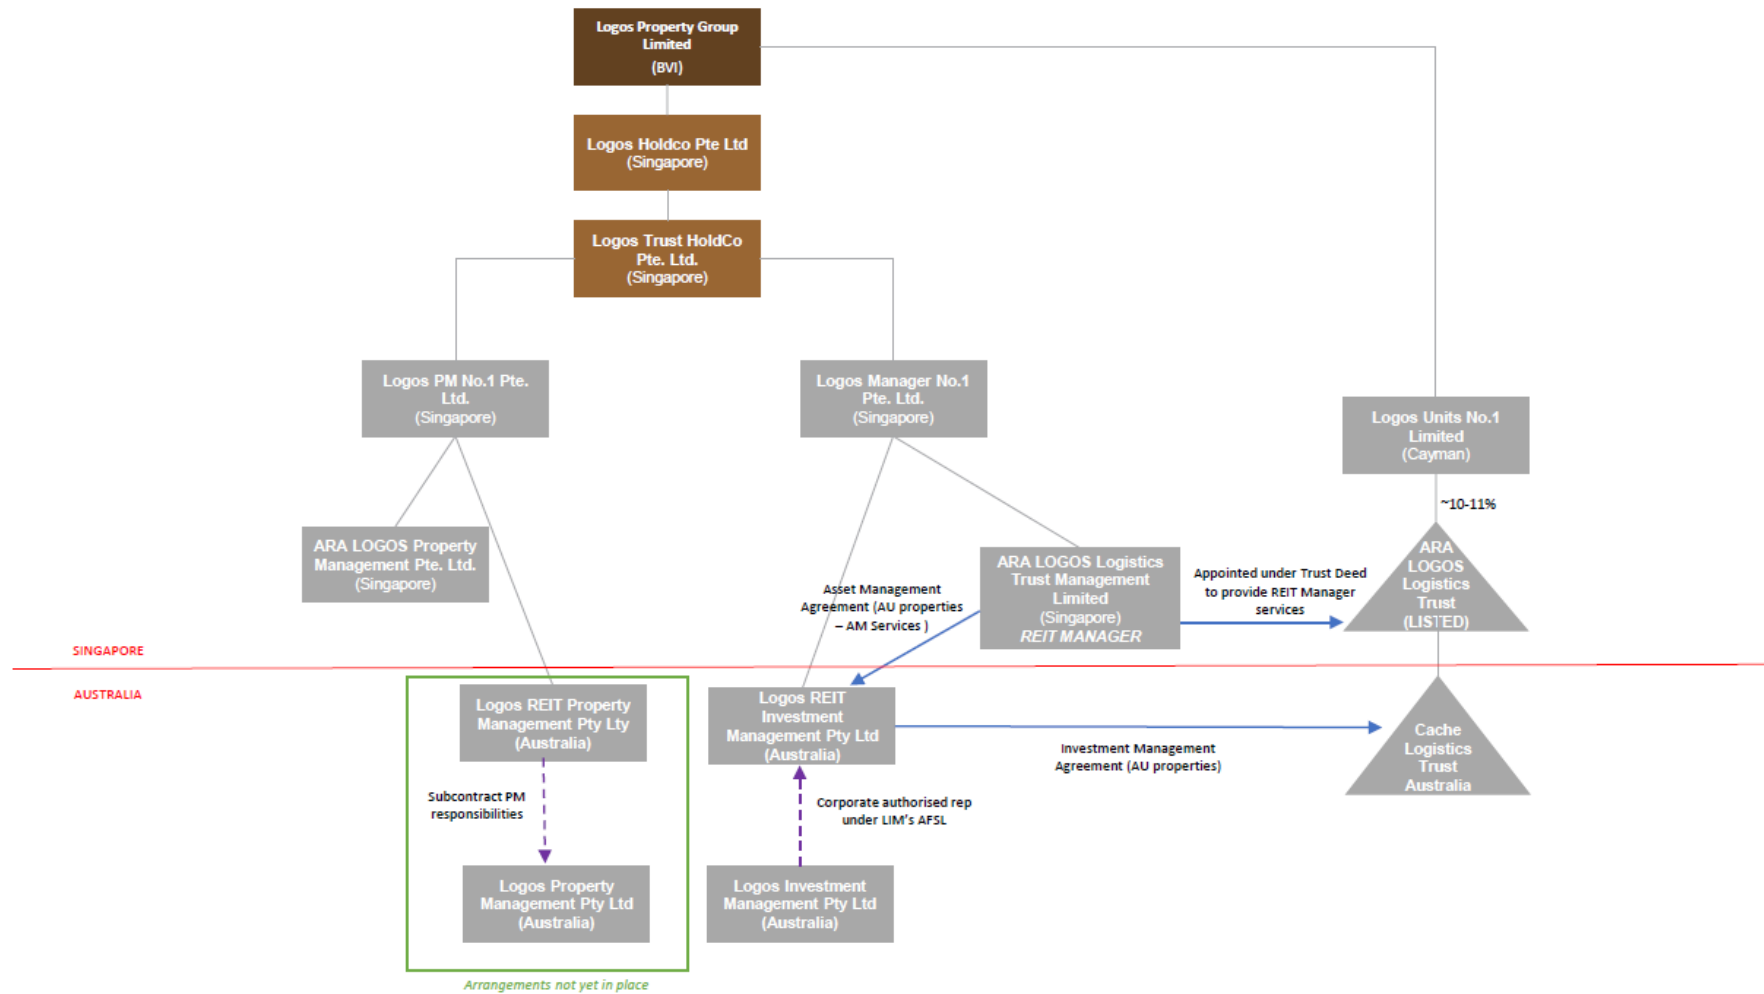 Logos Property Group
Limited
(BVI)
Logos Holdco Pte Ltd
(Singapore)
Logos Trust HoldCo
Pte. Ltd.
(Singapore)
Logos PM No.1 Pte.
Ltd.
(Singapore)
Logos Manager No.1
Pte. Ltd.
(Singapore)
Logos Units No.1
Limited
(Cayman)
~10-11%
ARA LOGOS Property
Management Pte. Ltd.
(Singapore)
Asset Management
Agreement (AU properties
– AM Services )
ARA LOGOS Logistics
Trust Management
Limited
(Singapore)
REIT MANAGER
Appointed under Trust Deed
to provide REIT Manager
services
ARA
LOGOS
Logistics
Trust
(LISTED)
SINGAPORE
AUSTRALIA
Logos REIT Property
Management Pty Lty
(Australia)
Subcontract PM
responsibilities
Logos Property
Management Pty Ltd
(Australia)
Arrangements not yet in place
Logos REIT
Investment
Management Pty Ltd
(Australia)
Corporate authorised rep
under LIM's AFSL
Logos Investment
Management Pty Ltd
(Australia)
Investment Management
Agreement (AU properties)
Cache
Logistics
Trust
Australia